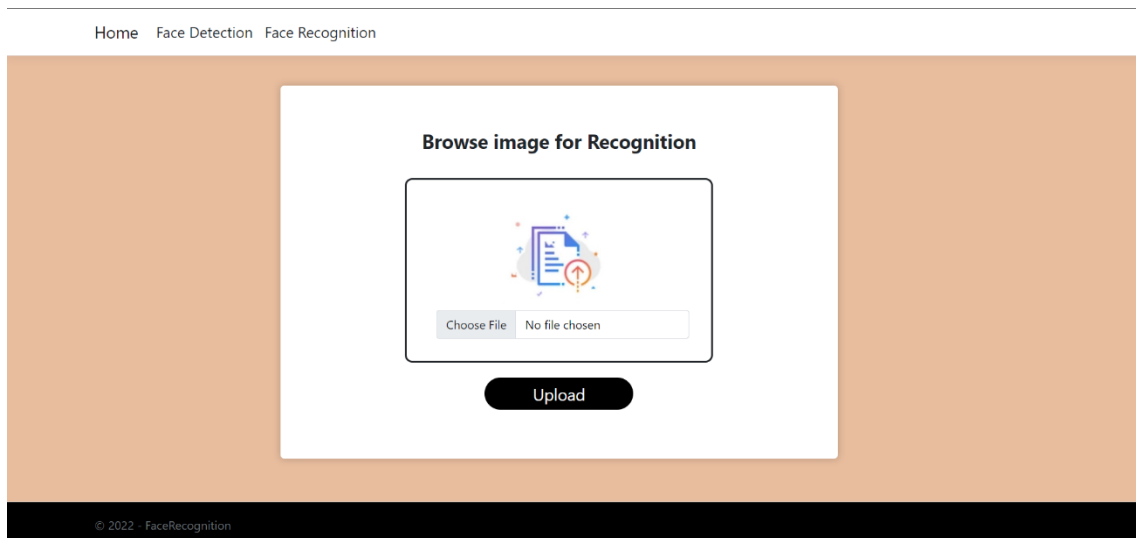 Home Face Detection Face Recognition
Browse image for Recognition
Choose File No file chosen
Upload
© 2022 - FaceRecognition